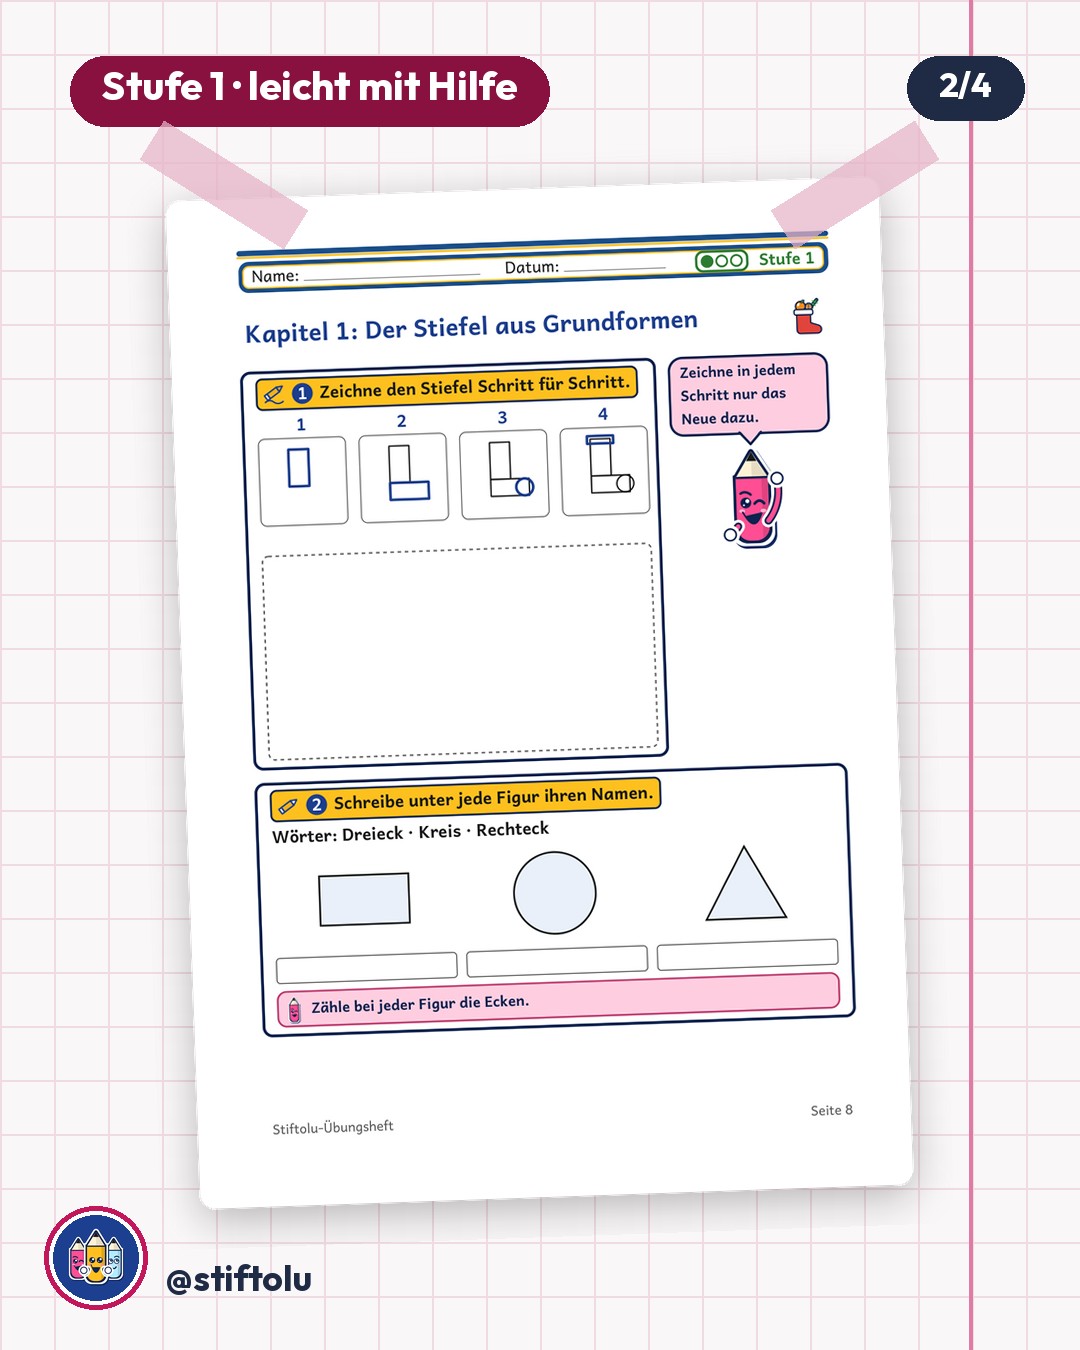 Stufe 1 · leicht mit Hilfe
2/4
Name: Datum: Stufe 1
Kapitel 1: Der Stiefel aus Grundformen
1 Zeichne den Stiefel Schritt für Schritt.
1 2 3 4
Zeichne in jedem
Schritt nur das
Neue dazu.
2 Schreibe unter jede Figur ihren Namen.
Wörter: Dreieck · Kreis · Rechteck
Zähle bei jeder Figur die Ecken.
Stiftolu-Übungsheft
Seite 8
@stiftolu